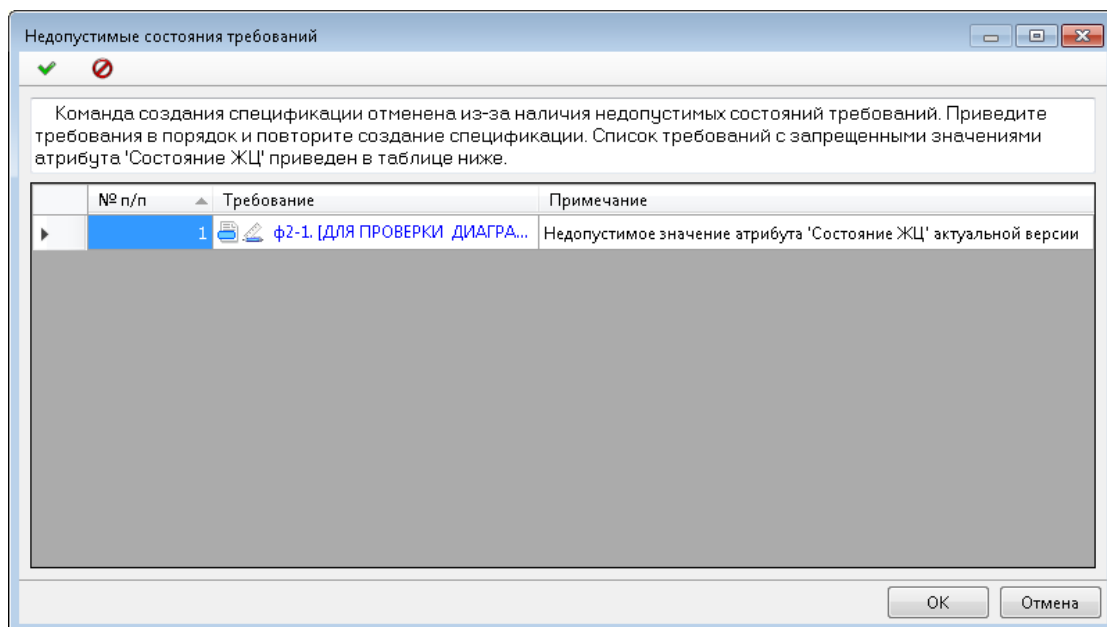 Недопустимые состояния требований
Команда создания спецификации отменена из-за наличия недопустимых состояний требований. Приведите
требования в порядок и повторите создание спецификации. Список требований с запрещенными значениями
атрибута 'Состояние ЖЦ' приведен в таблице ниже.
№ п/п Требование Примечание
1 ф2-1. [ДЛЯ ПРОВЕРКИ ДИАГРА... Недопустимое значение атрибута 'Состояние ЖЦ' актуальной версии
OK Отмена